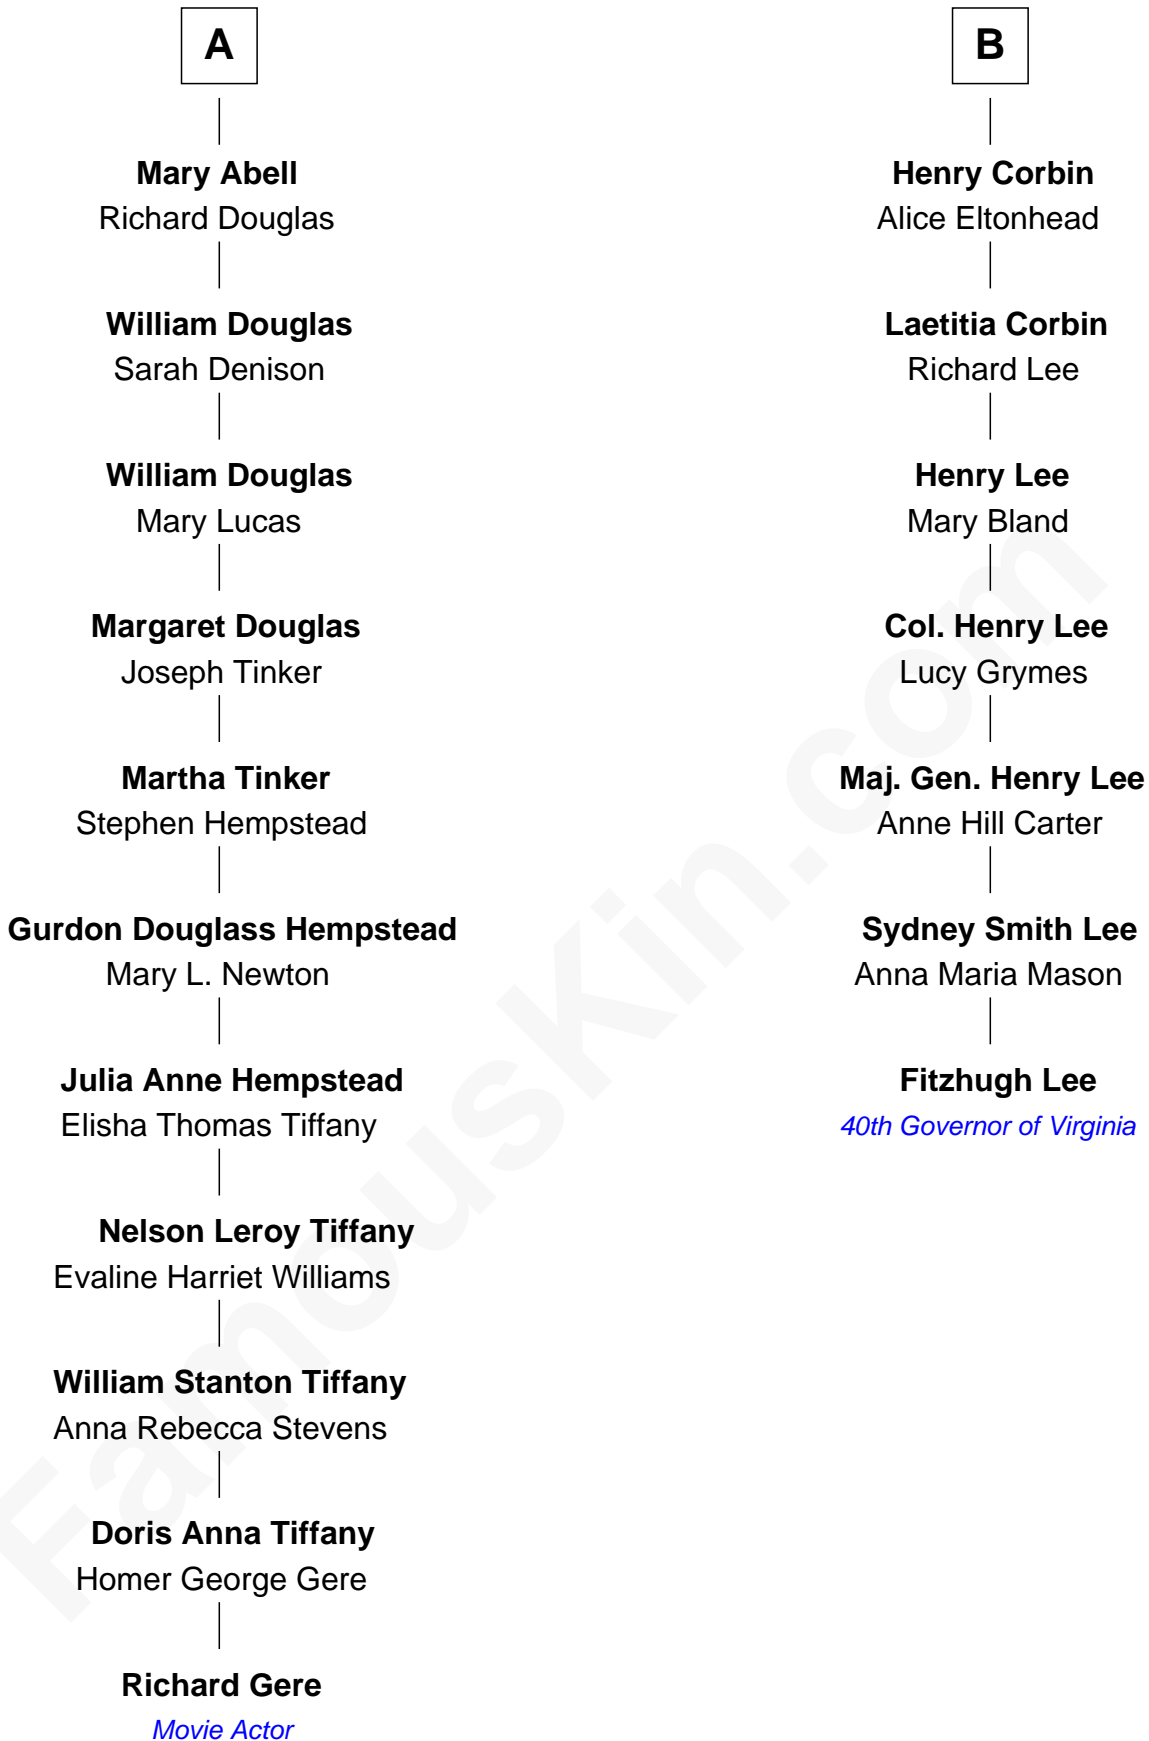 A
Mary Abell
Richard Douglas
William Douglas
Sarah Denison
William Douglas
Mary Lucas
Margaret Douglas
Joseph Tinker
Martha Tinker
Stephen Hempstead
Gurdon Douglass Hempstead
Mary L. Newton
Julia Anne Hempstead
Elisha Thomas Tiffany
Nelson Leroy Tiffany
Evaline Harriet Williams
William Stanton Tiffany
Anna Rebecca Stevens
Doris Anna Tiffany
Homer George Gere
Richard Gere
Movie Actor
B
Henry Corbin
Alice Eltonhead
Laetitia Corbin
Richard Lee
Henry Lee
Mary Bland
Col. Henry Lee
Lucy Grymes
Maj. Gen. Henry Lee
Anne Hill Carter
Sydney Smith Lee
Anna Maria Mason
Fitzhugh Lee
40th Governor of Virginia
FamousKin.com